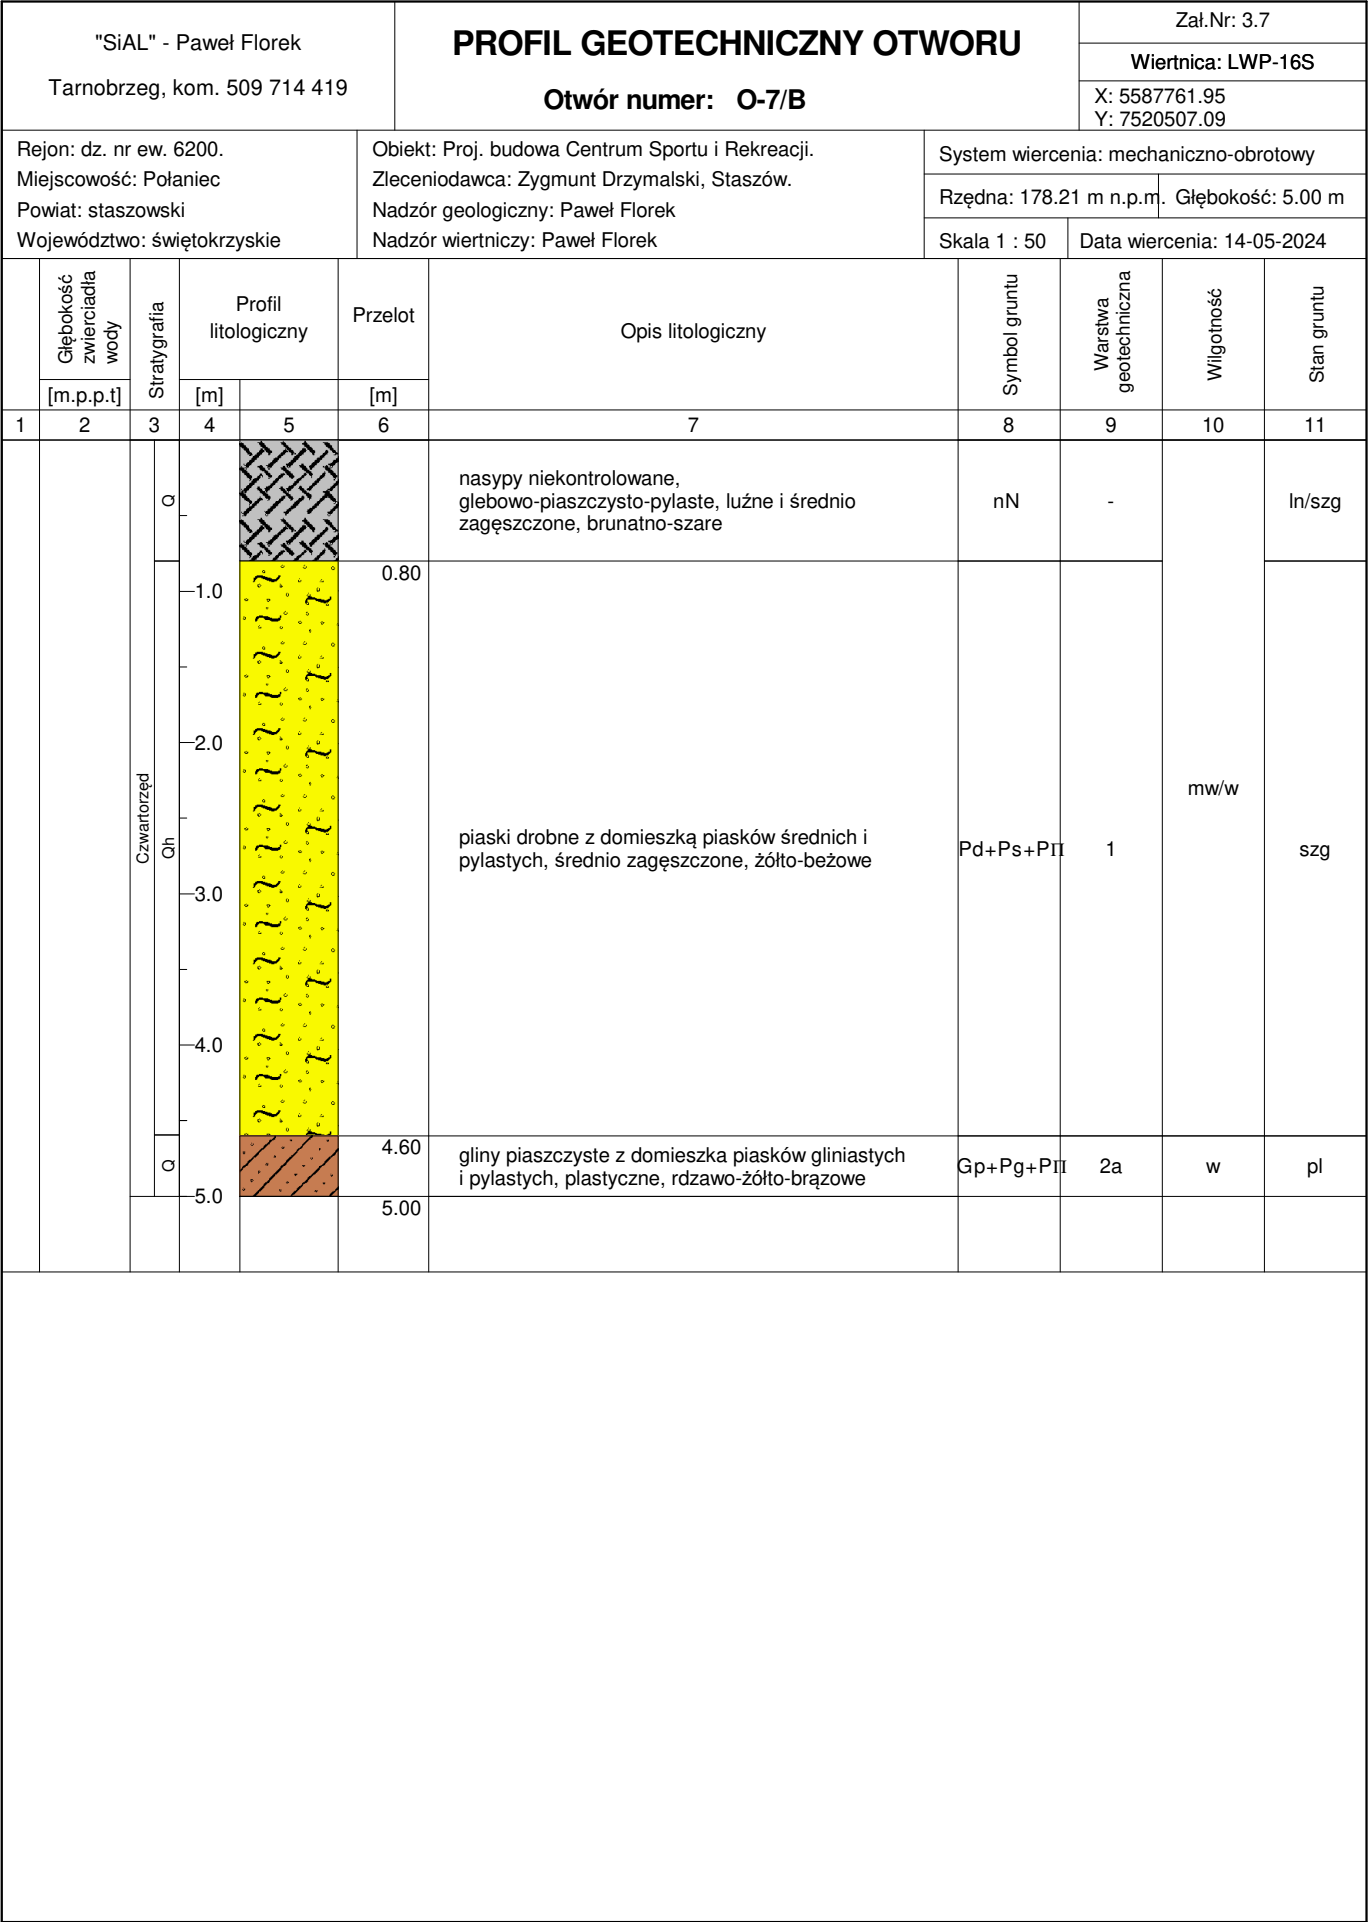 "SiAL" - Paweł Florek
Tarnobrzeg, kom. 509 714 419
PROFIL GEOTECHNICZNY OTWORU
Otwór numer: O-7/B
Zał.Nr: 3.7
Wiertnica: LWP-16S
X: 5587761.95
Y: 7520507.09
Rejon: dz. nr ew. 6200.
Miejscowość: Połaniec
Powiat: staszowski
Województwo: świętokrzyskie
Obiekt: Proj. budowa Centrum Sportu i Rekreacji.
Zleceniodawca: Zygmunt Drzymalski, Staszów.
Nadzór geologiczny: Paweł Florek
Nadzór wiertniczy: Paweł Florek
System wiercenia: mechaniczno-obrotowy
Rzędna: 178.21 m n.p.m. Głębokość: 5.00 m
Skala 1 : 50 Data wiercenia: 14-05-2024
Głębokość
zwierciadła
wody
[m.p.p.t]
Stratygrafia
Profil
litologiczny
[m]
Przelot
[m]
Opis litologiczny
Symbol gruntu
Warstwa
geotechniczna
Wilgotność
Stan gruntu
1 2 3 4 5 6 7 8 9 10 11
Q
nasypy niekontrolowane,
glebowo-piaszczysto-pylaste, luźne i średnio
zagęszczone, brunatno-szare
nN
-
ln/szg
0.80
1.0
2.0
3.0
4.0
5.0
Czwartorzęd
Qh
piaski drobne z domieszką piasków średnich i
pylastych, średnio zagęszczone, żółto-beżowe
Pd+Ps+PΠ
1
mw/w
szg
4.60
Q
gliny piaszczyste z domieszka piasków gliniastych
i pylastych, plastyczne, rdzawo-żółto-brązowe
Gp+Pg+PΠ
2a
w
pl
5.00